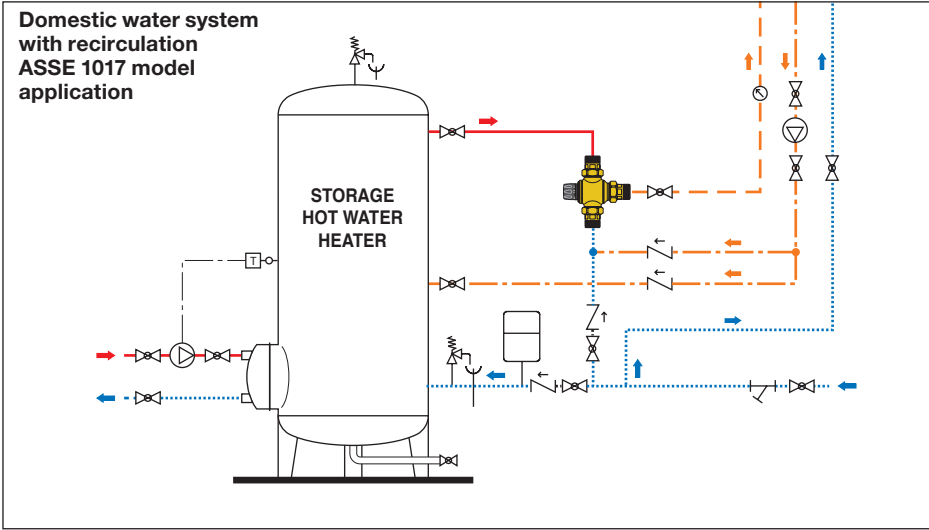 Domestic water system
with recirculation
ASSE 1017 model
application
STORAGE
HOT WATER
HEATER
T